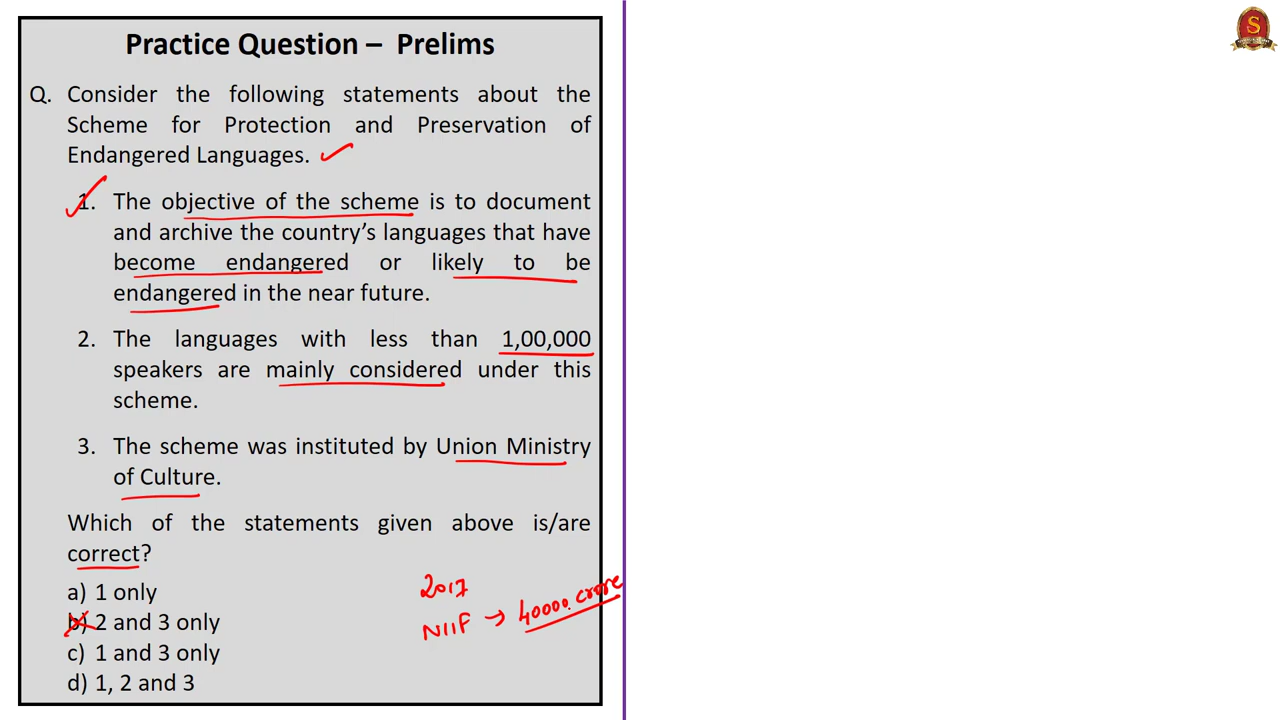 Practice Question – Prelims
Q. Consider the following statements about the
Scheme for Protection and Preservation of
Endangered Languages.
1. The objective of the scheme is to document
and archive the country's languages that have
become endangered or likely to be
endangered in the near future.
2. The languages with less than 1,00,000
speakers are mainly considered under this
scheme.
3. The scheme was instituted by Union Ministry
of Culture.
Which of the statements given above is/are
correct?
a) 1 only
b) 2 and 3 only
c) 1 and 3 only
d) 1, 2 and 3
2017
NIIF → 40000. crore
S